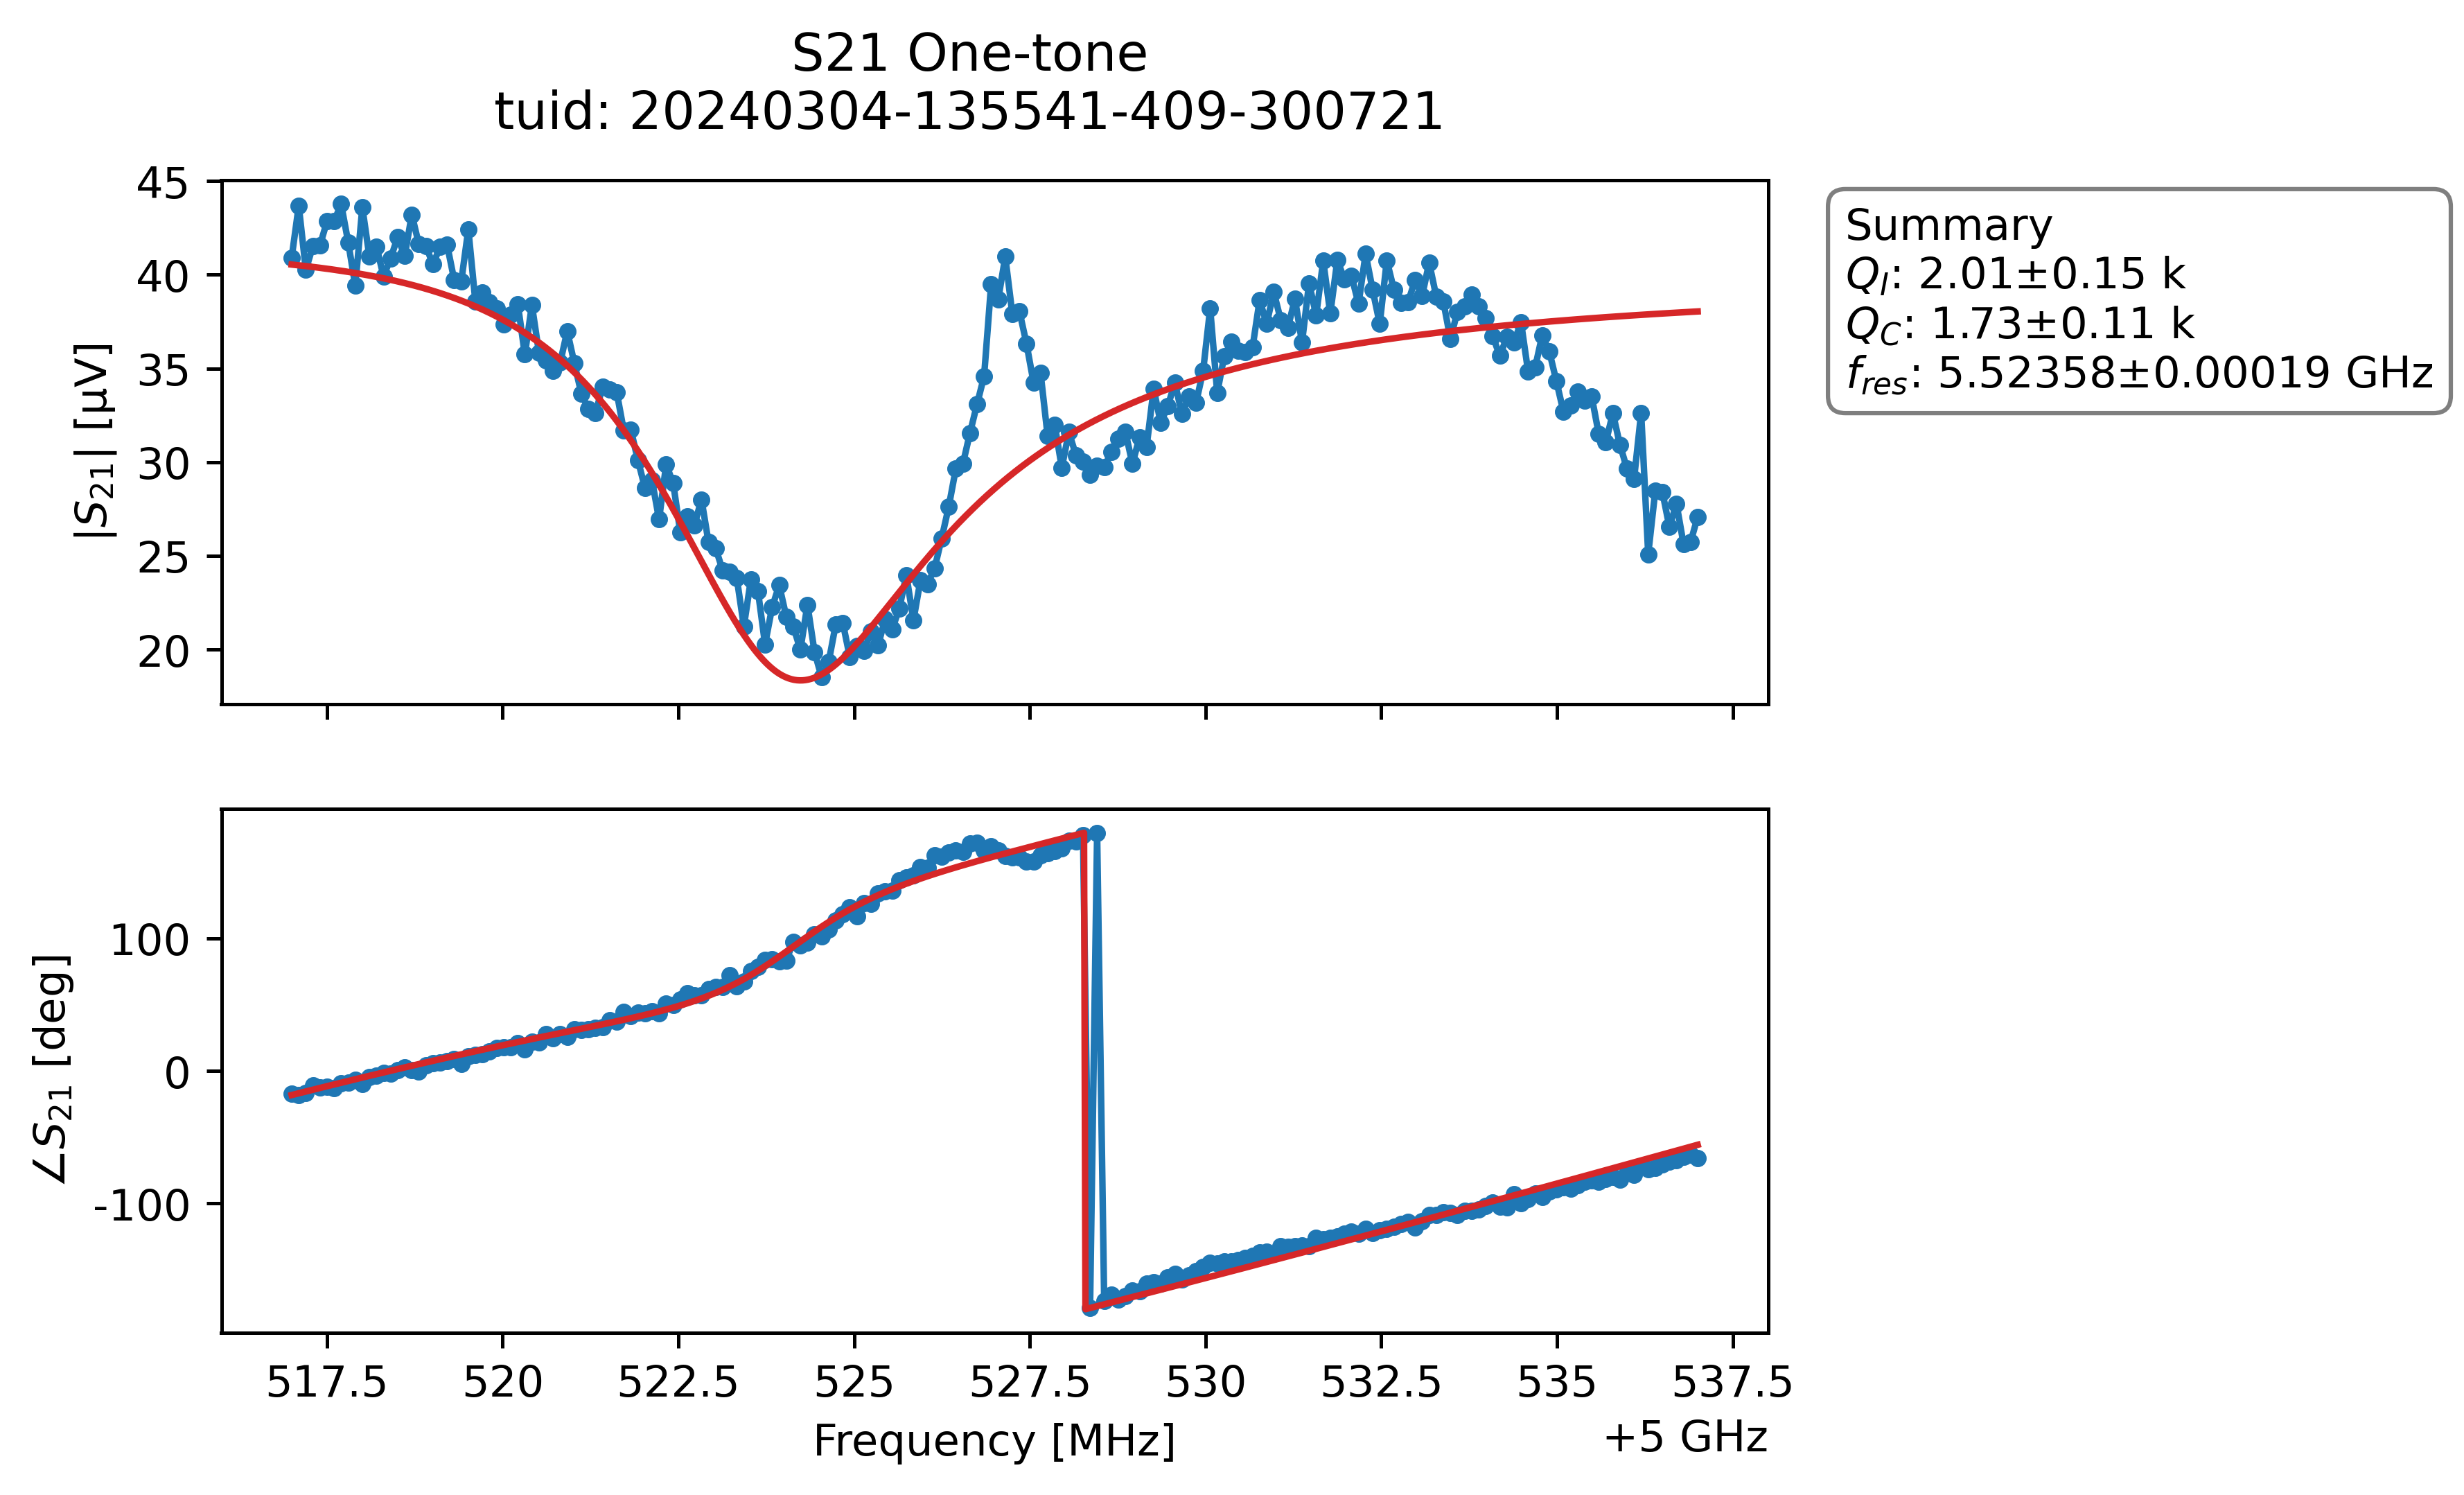 S21 One-tone
tuid: 20240304-135541-409-300721
45
40
35
30
25
20
|S₂₁| [µV]
Summary
Qₗ: 2.01±0.15 k
Q_C: 1.73±0.11 k
f_res: 5.52358±0.00019 GHz
100
0
-100
∠S₂₁ [deg]
517.5 520 522.5 525 527.5 530 532.5 535 537.5
Frequency [MHz]
+5 GHz